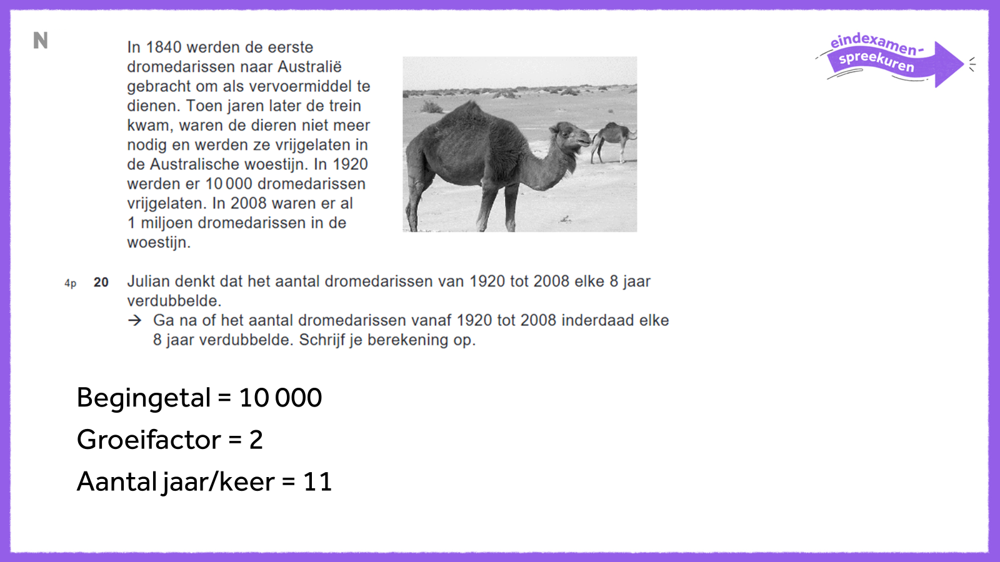 N
eindexamen-
spreekuren
In 1840 werden de eerste
dromedarissen naar Australië
gebracht om als vervoermiddel te
dienen. Toen jaren later de trein
kwam, waren de dieren niet meer
nodig en werden ze vrijgelaten in
de Australische woestijn. In 1920
werden er 10 000 dromedarissen
vrijgelaten. In 2008 waren er al
1 miljoen dromedarissen in de
woestijn.
4p 20 Julian denkt dat het aantal dromedarissen van 1920 tot 2008 elke 8 jaar
verdubbelde.
→ Ga na of het aantal dromedarissen vanaf 1920 tot 2008 inderdaad elke
8 jaar verdubbelde. Schrijf je berekening op.
Begingetal = 10 000
Groeifactor = 2
Aantal jaar/keer = 11